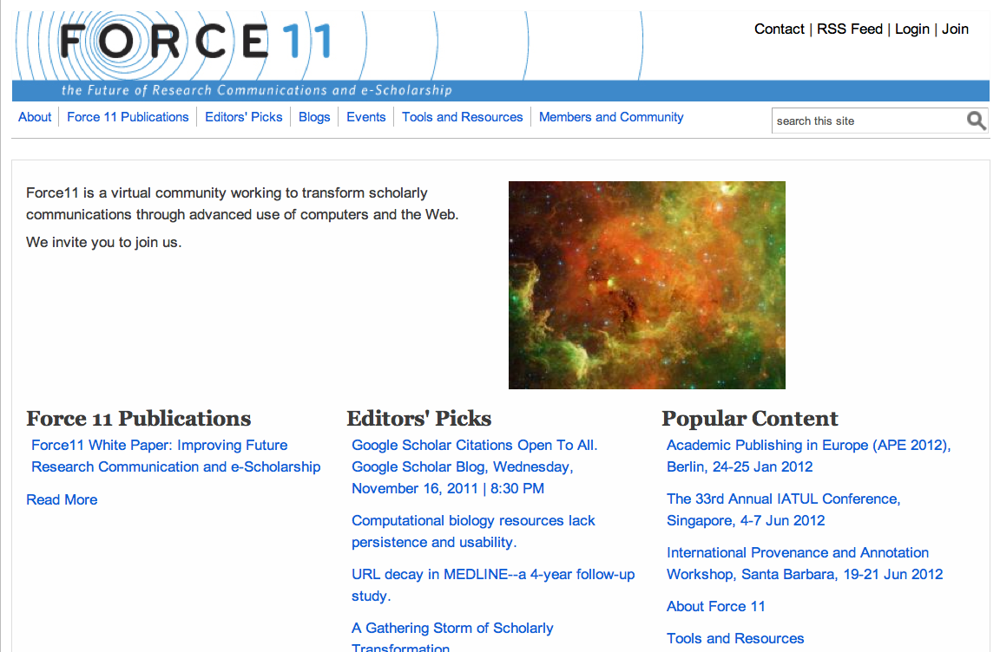 FORCE 11
Contact | RSS Feed | Login | Join
the Future of Research Communications and e-Scholarship
About
Force 11 Publications
Editors' Picks
Blogs
Events
Tools and Resources
Members and Community
search this site
Force11 is a virtual community working to transform scholarly
communications through advanced use of computers and the Web.
We invite you to join us.
Force 11 Publications
Force11 White Paper: Improving Future
Research Communication and e-Scholarship
Read More
Editors' Picks
Google Scholar Citations Open To All.
Google Scholar Blog, Wednesday,
November 16, 2011 | 8:30 PM
Computational biology resources lack
persistence and usability.
URL decay in MEDLINE--a 4-year follow-up
study.
A Gathering Storm of Scholarly
Transformation
Popular Content
Academic Publishing in Europe (APE 2012),
Berlin, 24-25 Jan 2012
The 33rd Annual IATUL Conference,
Singapore, 4-7 Jun 2012
International Provenance and Annotation
Workshop, Santa Barbara, 19-21 Jun 2012
About Force 11
Tools and Resources